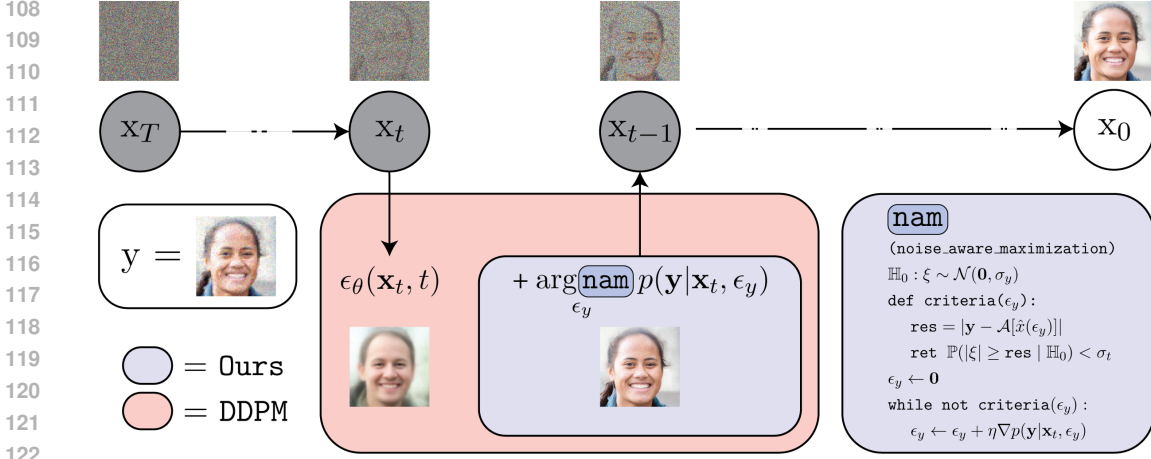 108
109
110
111
112
113
114
115
116
117
118
119
120
121
122
x_T
x_t
x_{t−1}
x_0
y =
ϵ_θ(x_t, t)
+ arg nam p(y|x_t, ϵ_y)
ϵ_y
= Ours
= DDPM
nam
(noise_aware_maximization)
ℍ_0 : ξ ∼ 𝒩(0, σ_y)
def criteria(ϵ_y):
res = |y − 𝒜[x̂(ϵ_y)]|
ret ℙ(|ξ| ≥ res | ℍ_0) < σ_t
ϵ_y ← 0
while not criteria(ϵ_y) :
ϵ_y ← ϵ_y + η∇p(y|x_t, ϵ_y)